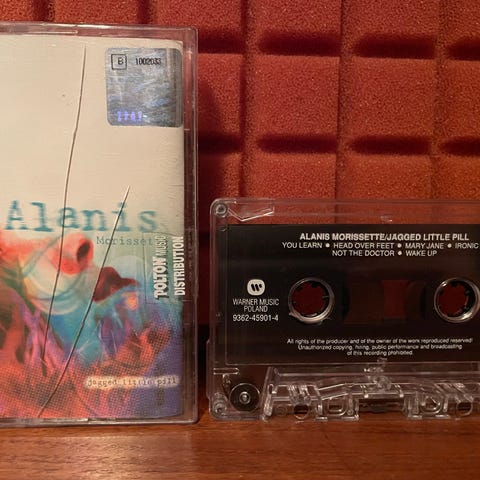 B 1002033
Alanis
Morissette
POLTON MUSIC
DISTRIBUTION
jagged little pill
ALANIS MORISSETTE/JAGGED LITTLE PILL
YOU LEARN • HEAD OVER FEET • MARY JANE • IRONIC
NOT THE DOCTOR • WAKE UP
WARNER MUSIC
POLAND
9362-45901-4
All rights of the producer and of the owner of the work reproduced reserved!
Unauthorized copying, hiring, public performance and broadcasting
of this recording prohibited.